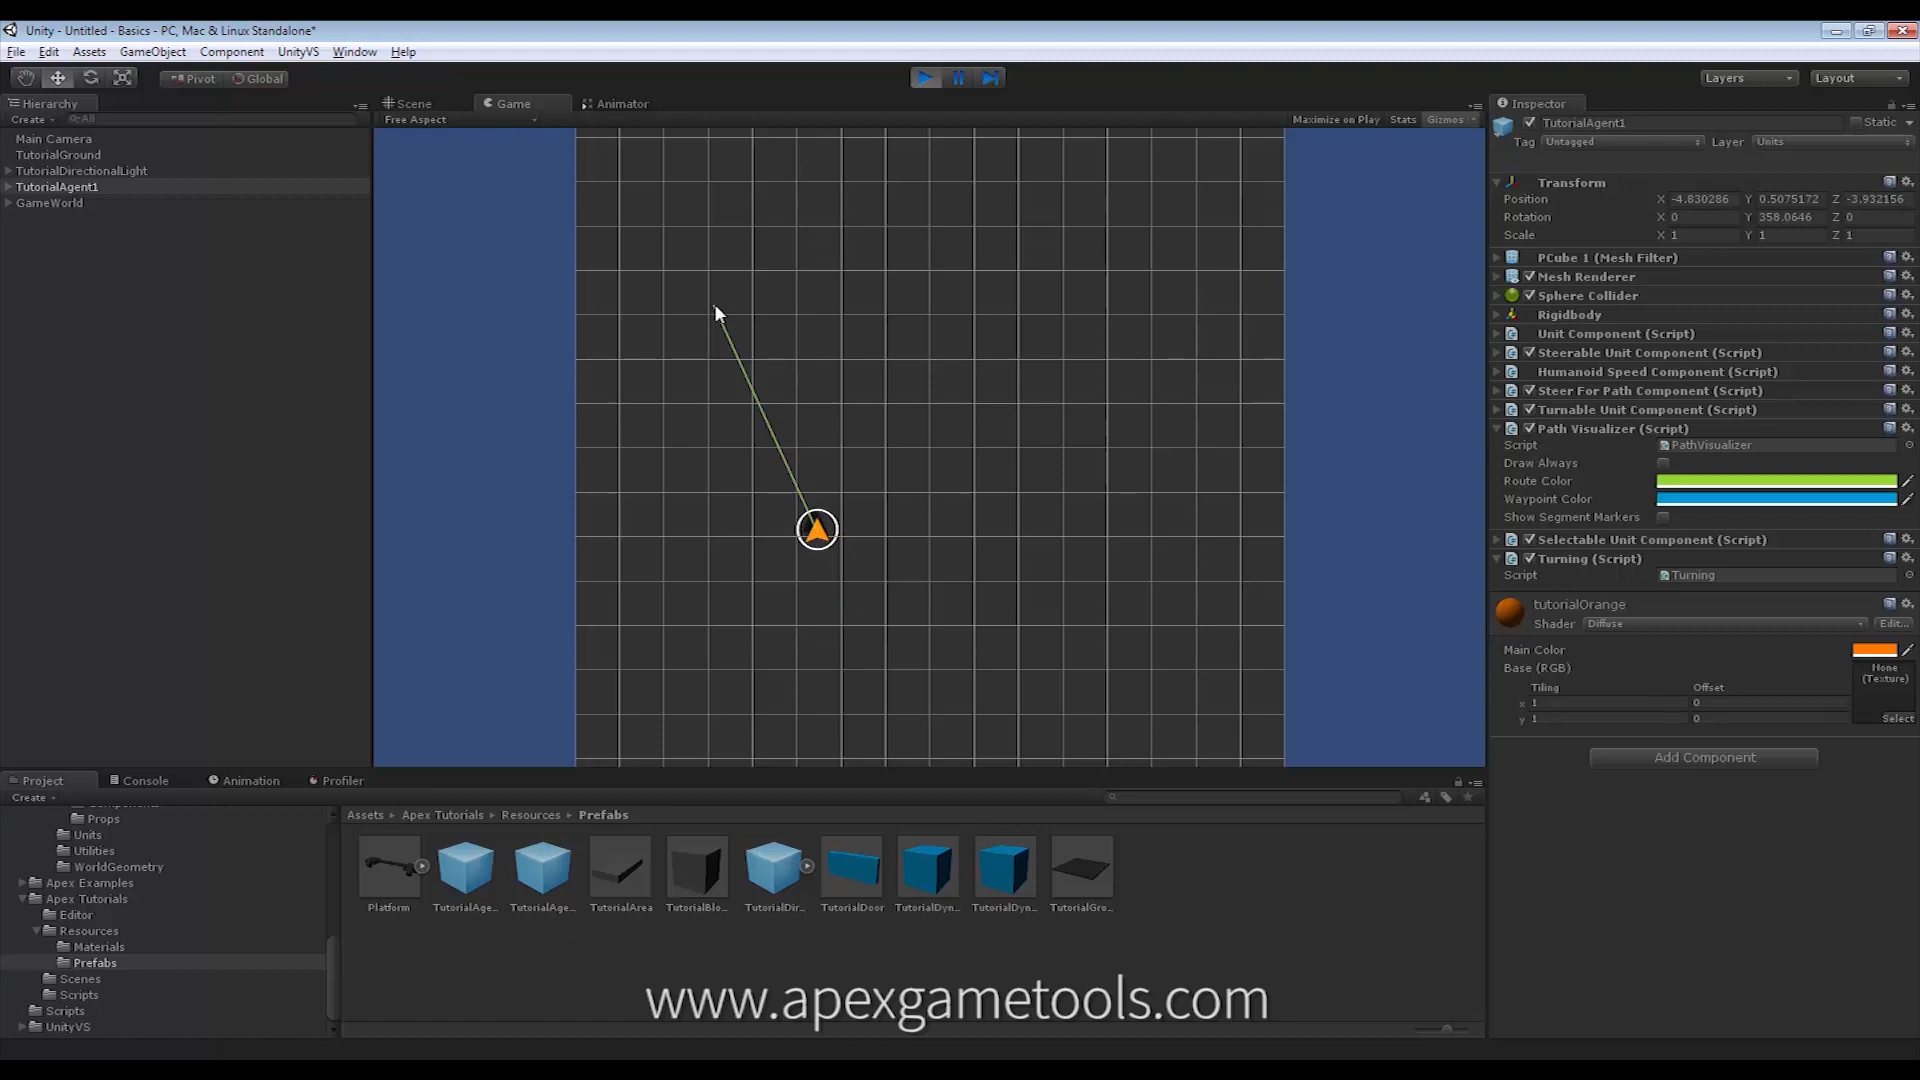 Unity - Untitled - Basics - PC, Mac & Linux Standalone*
File Edit Assets GameObject Component UnityVS Window Help
Pivot Global Layers Layout
Hierarchy
Create All
Main Camera
TutorialGround
TutorialDirectionalLight
TutorialAgent1
GameWorld
Scene Game Animator
Free Aspect Maximize on Play Stats Gizmos
Inspector
TutorialAgent1 Static
Tag Untagged Layer Units
Transform
Position X -4.830286 Y 0.5075172 Z -3.932156
Rotation X 0 Y 358.0646 Z 0
Scale X 1 Y 1 Z 1
PCube 1 (Mesh Filter)
Mesh Renderer
Sphere Collider
Rigidbody
Unit Component (Script)
Steerable Unit Component (Script)
Humanoid Speed Component (Script)
Steer For Path Component (Script)
Turnable Unit Component (Script)
Path Visualizer (Script)
Script PathVisualizer
Draw Always
Route Color
Waypoint Color
Show Segment Markers
Selectable Unit Component (Script)
Turning (Script)
Script Turning
tutorialOrange
Shader Diffuse Edit...
Main Color
Base (RGB)
None
(Texture)
Tiling Offset
x 1 0
y 1 0
Select
Add Component
Project Console Animation Profiler
Create
Props
Units
Utilities
WorldGeometry
Apex Examples
Apex Tutorials
Editor
Resources
Materials
Prefabs
Scenes
Scripts
Scripts
UnityVS
Assets Apex Tutorials Resources Prefabs
Platform TutorialAge... TutorialAge... TutorialArea TutorialBlo... TutorialDir... TutorialDoor TutorialDyn... TutorialDyn... TutorialGro...
www.apexgametools.com